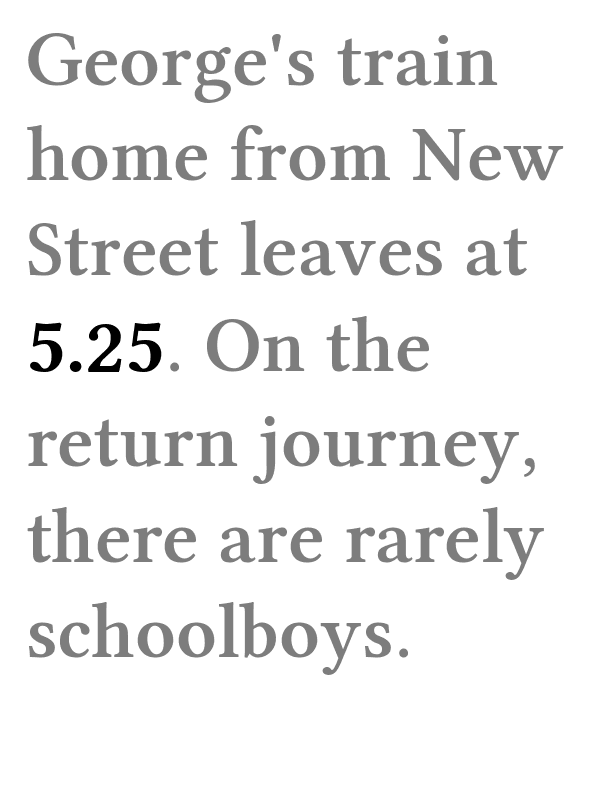 George's train
home from New
Street leaves at
5.25. On the
return journey,
there are rarely
schoolboys.